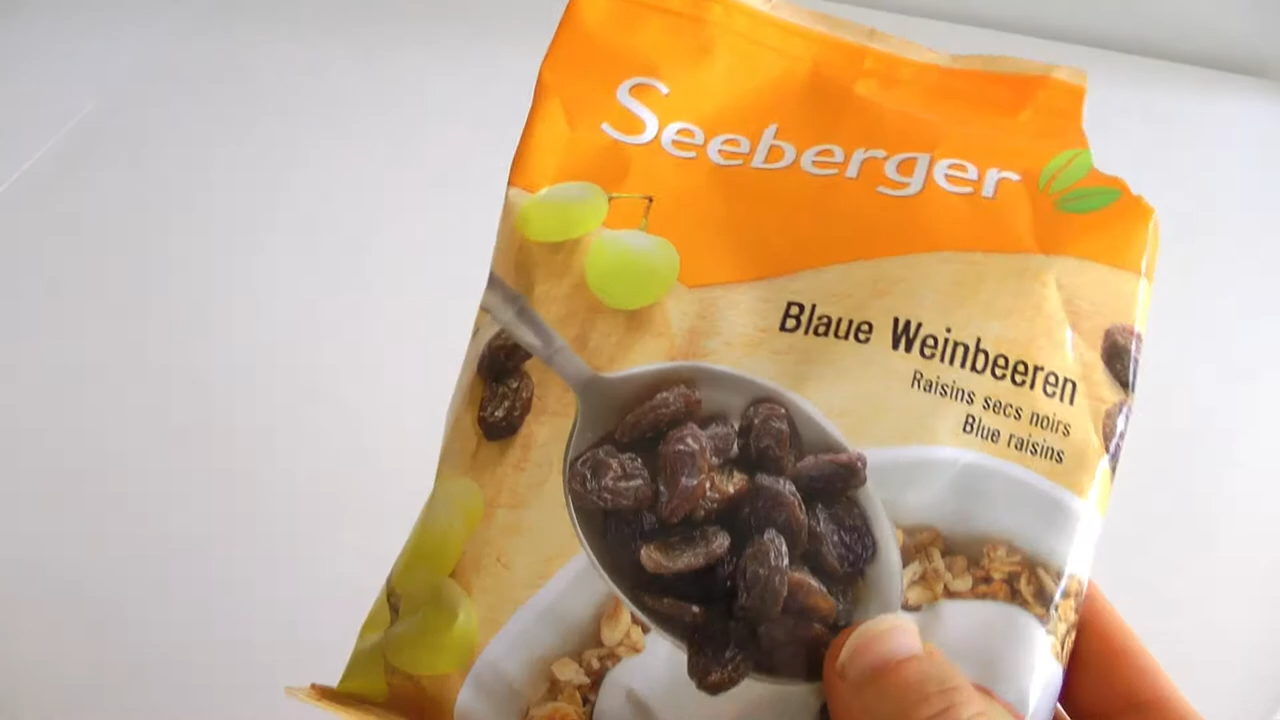 Seeberger
Blaue Weinbeeren
Raisins secs noirs
Blue raisins